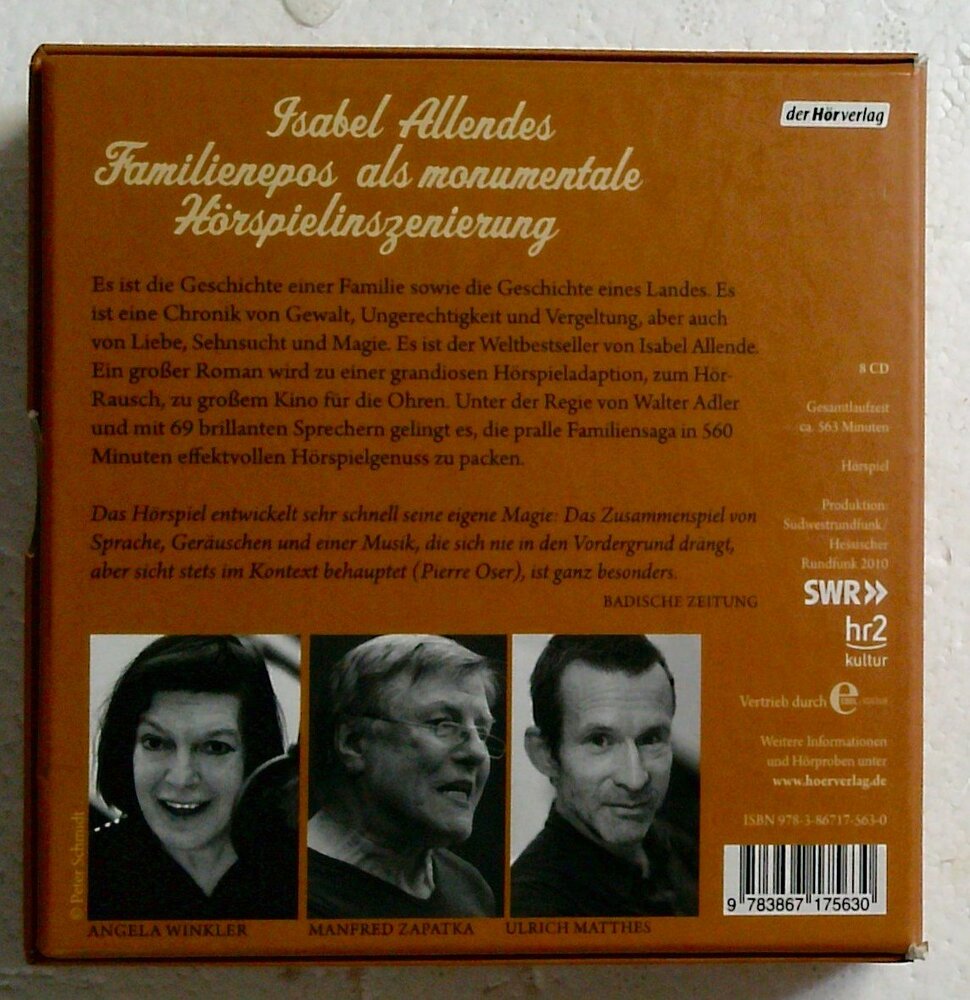 Isabel Allendes
Familienepos als monumentale
Hörspielinszenierung
der Hörverlag
Es ist die Geschichte einer Familie sowie die Geschichte eines Landes. Es
ist eine Chronik von Gewalt, Ungerechtigkeit und Vergeltung, aber auch
von Liebe, Sehnsucht und Magie. Es ist der Weltbestseller von Isabel Allende.
Ein großer Roman wird zu einer grandiosen Hörspieladaption, zum Hör-
Rausch, zu großem Kino für die Ohren. Unter der Regie von Walter Adler
und mit 69 brillanten Sprechern gelingt es, die pralle Familiensaga in 560
Minuten effektvollen Hörspielgenuss zu packen.
Das Hörspiel entwickelt sehr schnell seine eigene Magie: Das Zusammenspiel von
Sprache, Geräuschen und einer Musik, die sich nie in den Vordergrund drängt,
aber sicht stets im Kontext behauptet (Pierre Oser), ist ganz besonders.
BADISCHE ZEITUNG
8 CD
Gesamtlaufzeit
ca. 563 Minuten
Hörspiel
Produktion:
Südwestrundfunk/
Hessischer
Rundfunk 2010
SWR»
hr2
kultur
Vertrieb durch e
Weitere Informationen
und Hörproben unter
www.hoerverlag.de
ISBN 978-3-86717-563-0
9 783867 175630
© Peter Schmidt
ANGELA WINKLER
MANFRED ZAPATKA
ULRICH MATTHES